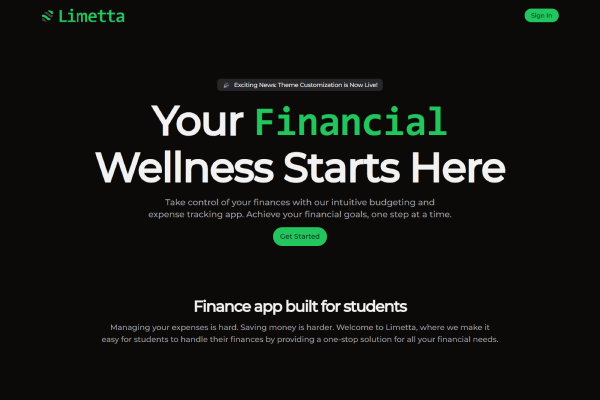 Limetta
Sign In
Exciting News: Theme Customization is Now Live!
Your Financial
Wellness Starts Here
Take control of your finances with our intuitive budgeting and
expense tracking app. Achieve your financial goals, one step at a time.
Get Started
Finance app built for students
Managing your expenses is hard. Saving money is harder. Welcome to Limetta, where we make it
easy for students to handle their finances by providing a one-stop solution for all your financial needs.